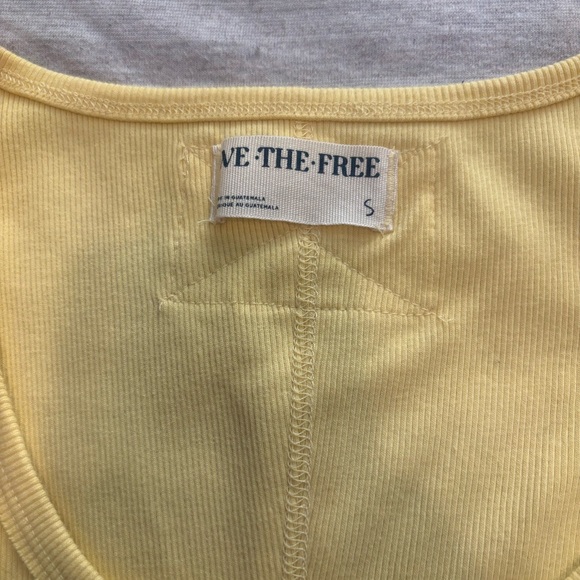 VE·THE·FREE
IN GUATEMALA
S
AU GUATEMALA